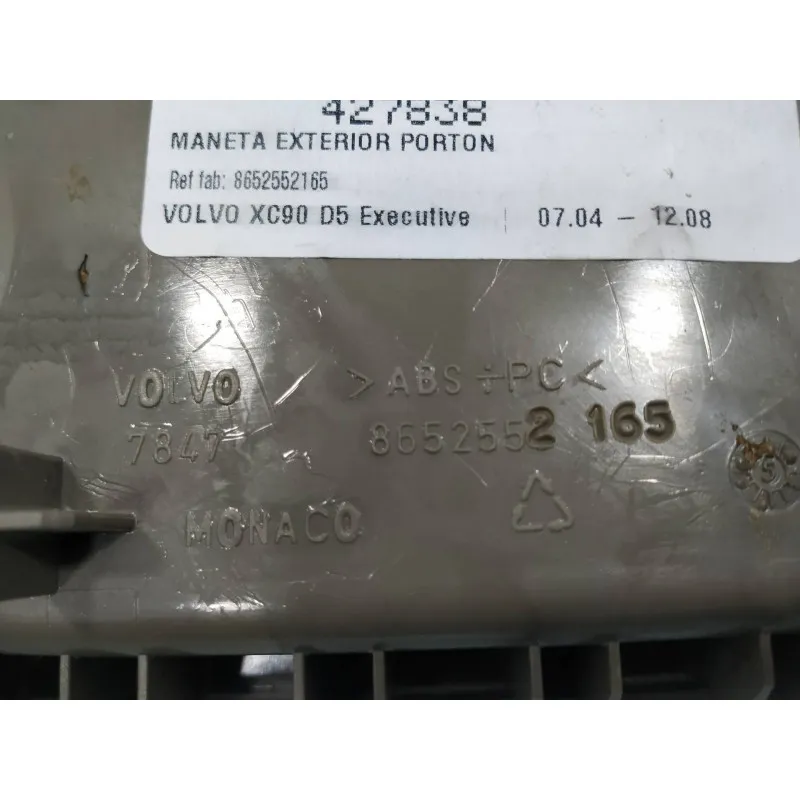 427838
MANETA EXTERIOR PORTON
Ref fab: 8652552165
VOLVO XC90 D5 Executive | 07.04 – 12.08
VOLVO >ABS+PC<
7847 8652552 165
MONACO
5